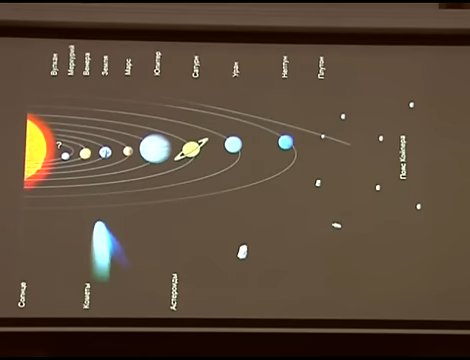 Вулкан
Меркурий
Венера
Земля
Марс
Юпитер
Сатурн
Уран
Нептун
Плутон
?
Пояс Койпера
Солнце
Кометы
Астероиды